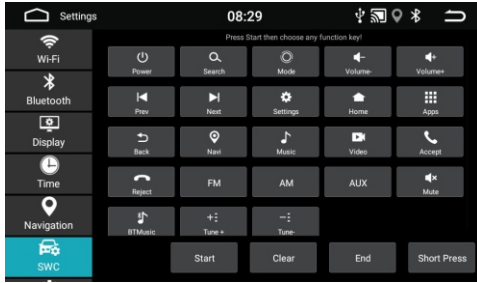 Settings 08:29
Press Start then choose any function key!
Wi-Fi
Bluetooth
Display
Time
Navigation
SWC
Power Search Mode Volume- Volume+
Prev Next Settings Home Apps
Back Navi Music Video Accept
Reject FM AM AUX Mute
BTMusic Tune + Tune-
Start Clear End Short Press